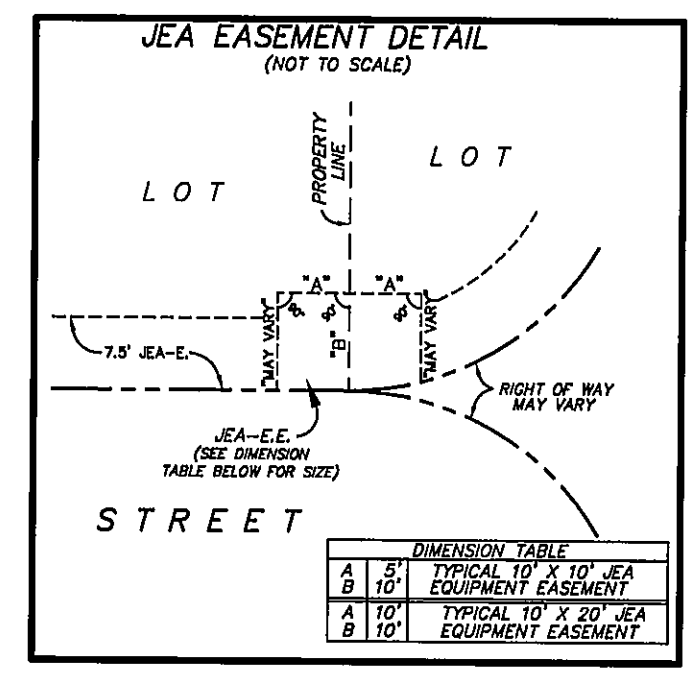 JEA EASEMENT DETAIL
(NOT TO SCALE)
PROPERTY
LINE
LOT
LOT
"A" "A"
90° 90° 90°
"MAY VARY"
"B"
"MAY VARY"
7.5' JEA-E.
RIGHT OF WAY
MAY VARY
JEA-E.E.
(SEE DIMENSION
TABLE BELOW FOR SIZE)
STREET
DIMENSION TABLE
A 5' TYPICAL 10' X 10' JEA
B 10' EQUIPMENT EASEMENT
A 10' TYPICAL 10' X 20' JEA
B 10' EQUIPMENT EASEMENT